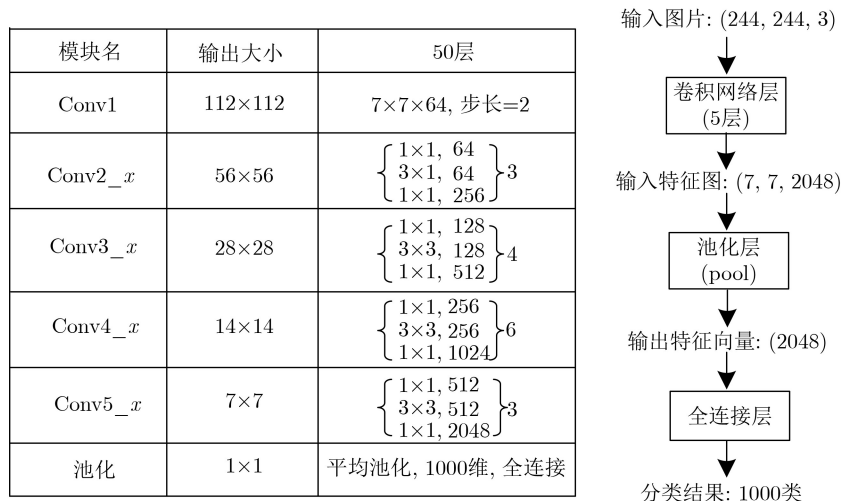 模块名 输出大小 50层
Conv1 112×112 7×7×64, 步长=2
Conv2_x 56×56
1×1, 64
3×1, 64
1×1, 256
3
Conv3_x 28×28
1×1, 128
3×3, 128
1×1, 512
4
Conv4_x 14×14
1×1, 256
3×3, 256
1×1, 1024
6
Conv5_x 7×7
1×1, 512
3×3, 512
1×1, 2048
3
池化 1×1 平均池化, 1000维, 全连接
输入图片: (244, 244, 3)
卷积网络层
(5层)
输入特征图: (7, 7, 2048)
池化层
(pool)
输出特征向量: (2048)
全连接层
分类结果: 1000类